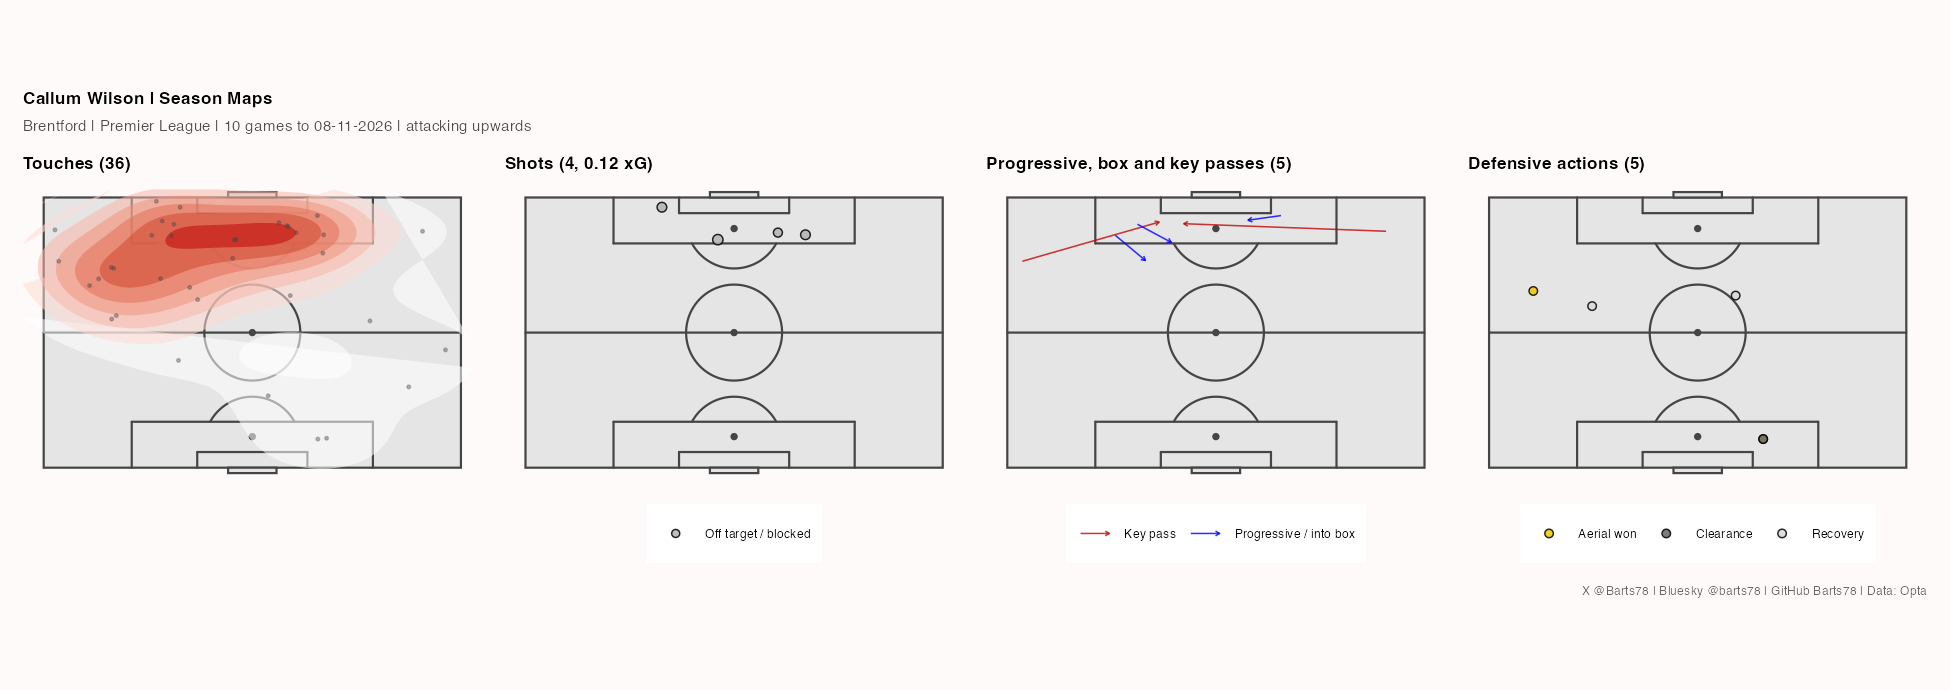 Callum Wilson | Season Maps
Brentford | Premier League | 10 games to 08-11-2026 | attacking upwards
Touches (36)
Shots (4, 0.12 xG)
Progressive, box and key passes (5)
Defensive actions (5)
Off target / blocked
Key pass
Progressive / into box
Aerial won
Clearance
Recovery
X @Barts78 | Bluesky @barts78 | GitHub Barts78 | Data: Opta